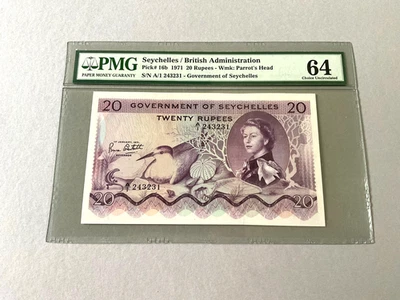 PMG
PAPER MONEY GUARANTY
Seychelles / British Administration
Pick# 16b 1971 20 Rupees - Wmk: Parrot's Head
S/N A/1 243231 - Government of Seychelles
64
Choice Uncirculated
20 GOVERNMENT OF SEYCHELLES 20
TWENTY RUPEES
A/1 243231
A/1 243231
20 20